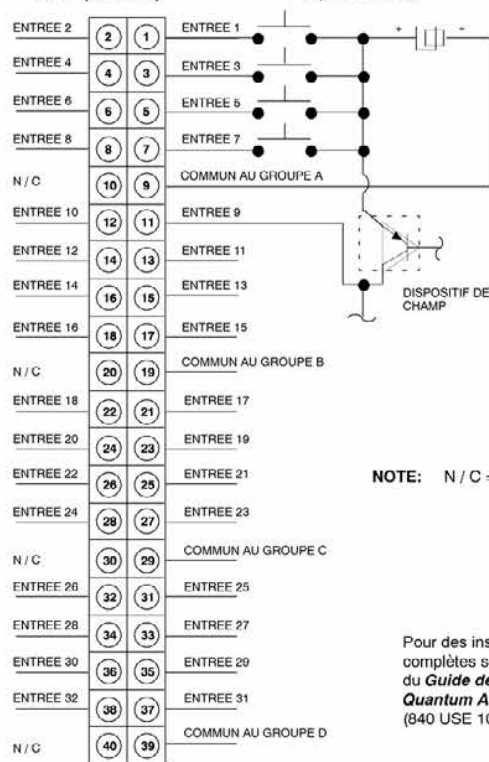 ENTREE 2 2 1 ENTREE 1 + -
ENTREE 4 4 3 ENTREE 3
ENTREE 6 6 5 ENTREE 5
ENTREE 8 8 7 ENTREE 7
N / C 10 9 COMMUN AU GROUPE A
ENTREE 10 12 11 ENTREE 9
ENTREE 12 14 13 ENTREE 11
ENTREE 14 16 15 ENTREE 13
DISPOSITIF DE
CHAMP
ENTREE 16 18 17 ENTREE 15
N / C 20 19 COMMUN AU GROUPE B
ENTREE 18 22 21 ENTREE 17
ENTREE 20 24 23 ENTREE 19
ENTREE 22 26 25 ENTREE 21
NOTE: N / C =
ENTREE 24 28 27 ENTREE 23
N / C 30 29 COMMUN AU GROUPE C
ENTREE 26 32 31 ENTREE 25
ENTREE 28 34 33 ENTREE 27
ENTREE 30 36 35 ENTREE 29
ENTREE 32 38 37 ENTREE 31
N / C 40 39 COMMUN AU GROUPE D
Pour des ins
complètes s
du Guide de
Quantum A
(840 USE 10